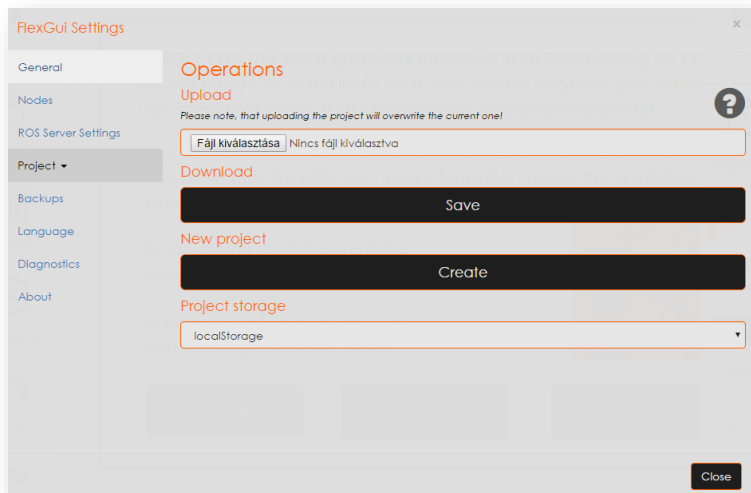 FlexGui Settings
×
General
Nodes
ROS Server Settings
Project
Backups
Language
Diagnostics
About
Operations
Upload
Please note, that uploading the project will overwrite the current one!
?
Fájl kiválasztása Nincs fájl kiválasztva
Download
Save
New project
Create
Project storage
localStorage
Close